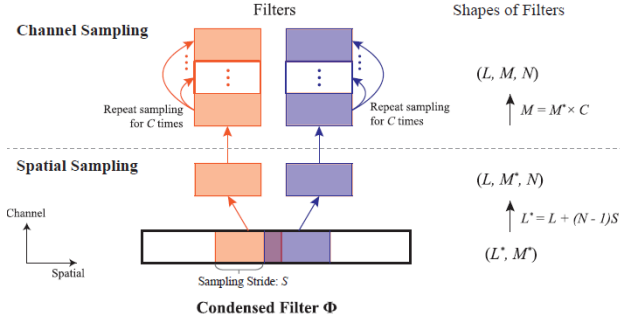 Filters
Shapes of Filters
Channel Sampling
(L, M, N)
Repeat sampling
for C times
Repeat sampling
for C times
M = M* × C
Spatial Sampling
(L, M*, N)
Channel
L* = L + (N - 1)S
Spatial
(L*, M*)
Sampling Stride: S
Condensed Filter Φ